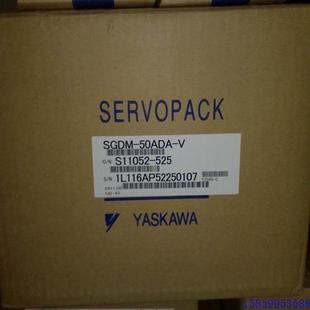 SERVOPACK
SGDM-50ADA-V
O/N S11052-525
S/N 1L116AP52250107
YASKAWA